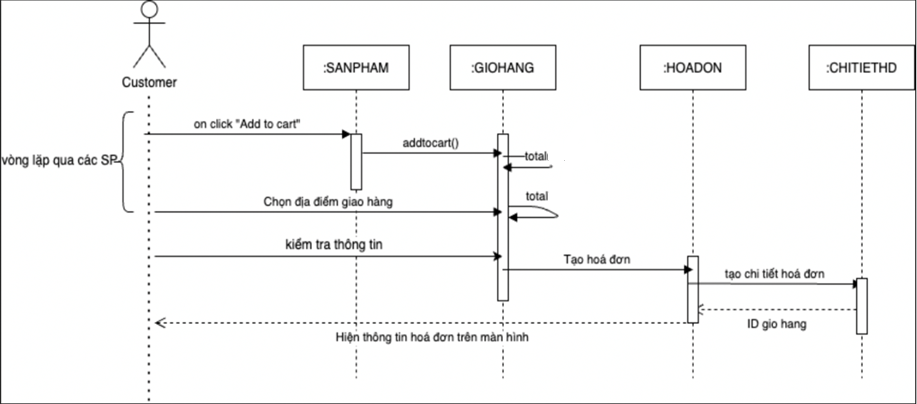 Customer
:SANPHAM
:GIOHANG
:HOADON
:CHITIETHD
on click "Add to cart"
addtocart()
total
vòng lặp qua các SP
total
Chọn địa điểm giao hàng
kiểm tra thông tin
Tạo hoá đơn
tạo chi tiết hoá đơn
ID gio hang
Hiện thông tin hoá đơn trên màn hình